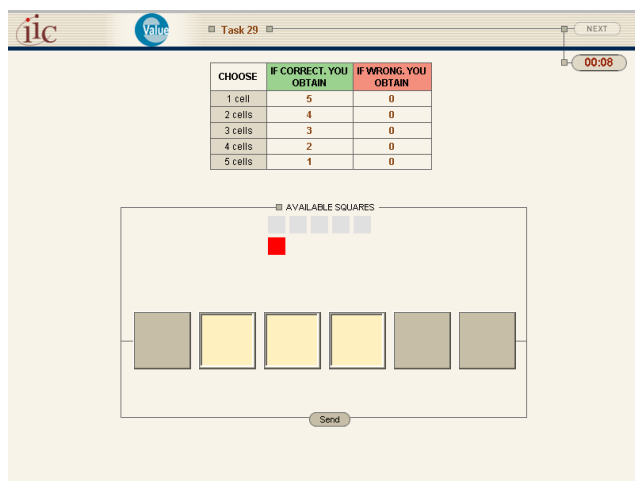 iic
Value
Task 29
NEXT
00:08
CHOOSE
IF CORRECT. YOU OBTAIN
IF WRONG. YOU OBTAIN
1 cell 5 0
2 cells 4 0
3 cells 3 0
4 cells 2 0
5 cells 1 0
AVAILABLE SQUARES
Send